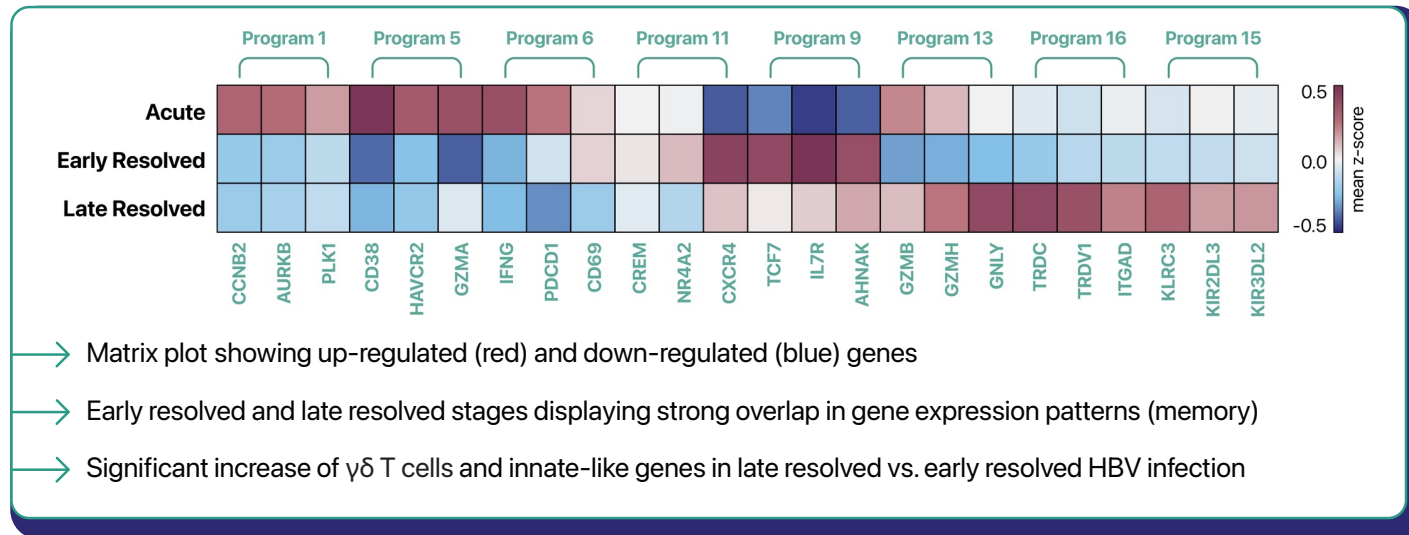 Program 1 Program 5 Program 6 Program 11 Program 9 Program 13 Program 16 Program 15
Acute
Early Resolved
Late Resolved
0.5
0.0
-0.5
mean z-score
CCNB2 AURKB PLK1 CD38 HAVCR2 GZMA IFNG PDCD1 CD69 CREM NR4A2 CXCR4 TCF7 IL7R AHNAK GZMB GZMH GNLY TRDC TRDV1 ITGAD KLRC3 KIR2DL3 KIR3DL2
Matrix plot showing up-regulated (red) and down-regulated (blue) genes
Early resolved and late resolved stages displaying strong overlap in gene expression patterns (memory)
Significant increase of γδ T cells and innate-like genes in late resolved vs. early resolved HBV infection